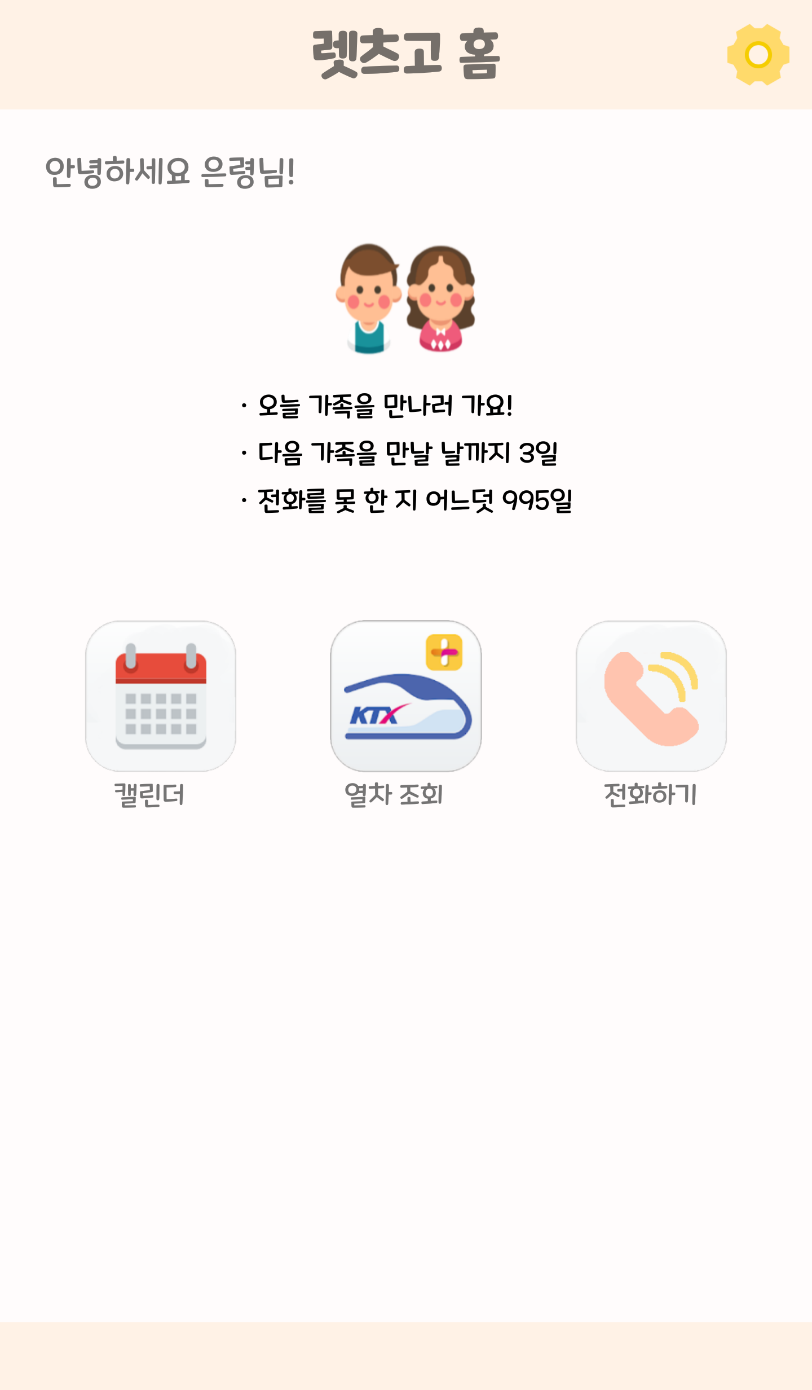 렛츠고 홈
안녕하세요 은령님!
· 오늘 가족을 만나러 가요!
· 다음 가족을 만날 날까지 3일
· 전화를 못 한 지 어느덧 995일
KTX
캘린더 열차 조회 전화하기